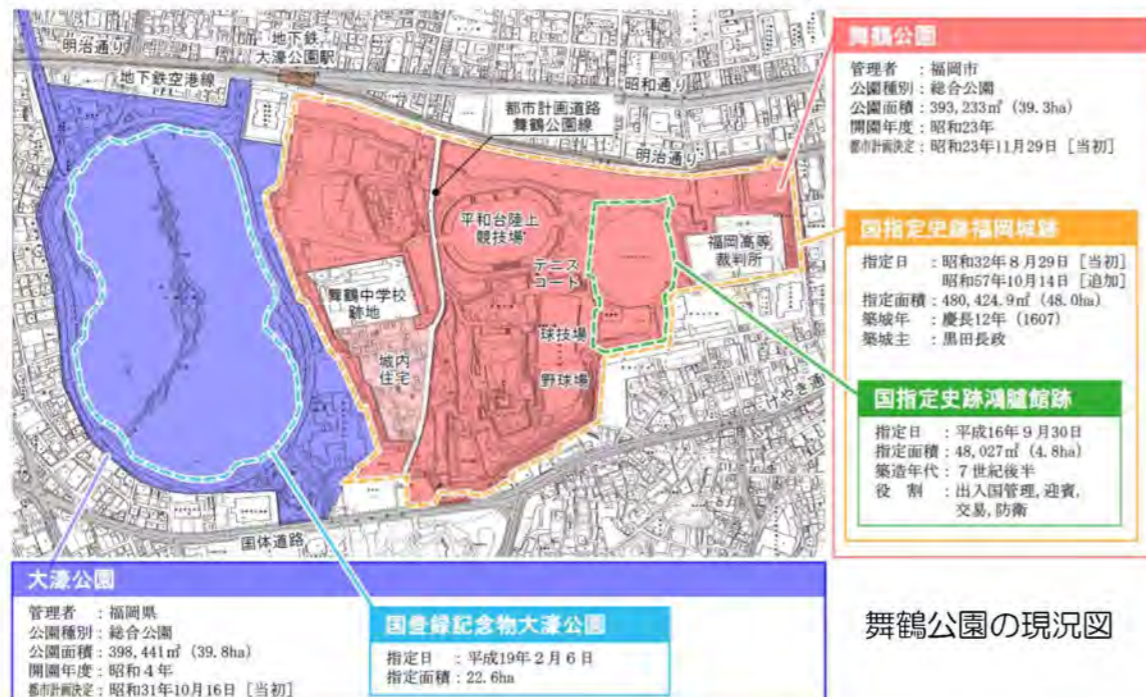 明治通り
地下鉄
大濠公園駅
地下鉄空港線
昭和通り
都市計画道路
舞鶴公園線
明治通り
平和台陸上
競技場
テニス
コート
福岡高等
裁判所
舞鶴中学校
跡地
城内
住宅
球技場
野球場
けやき通
国体道路
舞鶴公園
管理者 :福岡市
公園種別:総合公園
公園面積:393,233㎡(39.3ha)
開園年度:昭和23年
都市計画決定:昭和23年11月29日[当初]
国指定史跡福岡城跡
指定日 :昭和32年8月29日[当初]
昭和57年10月14日[追加]
指定面積:480,424.9㎡(48.0ha)
築城年 :慶長12年(1607)
築城主 :黒田長政
国指定史跡鴻臚館跡
指定日 :平成16年9月30日
指定面積:48,027㎡(4.8ha)
築造年代:7世紀後半
役 割 :出入国管理,迎賓,
交易,防衛
大濠公園
管理者 :福岡県
公園種別:総合公園
公園面積:398,441㎡(39.8ha)
開園年度:昭和4年
都市計画決定:昭和31年10月16日[当初]
国登録記念物大濠公園
指定日 :平成19年2月6日
指定面積:22.6ha
舞鶴公園の現況図